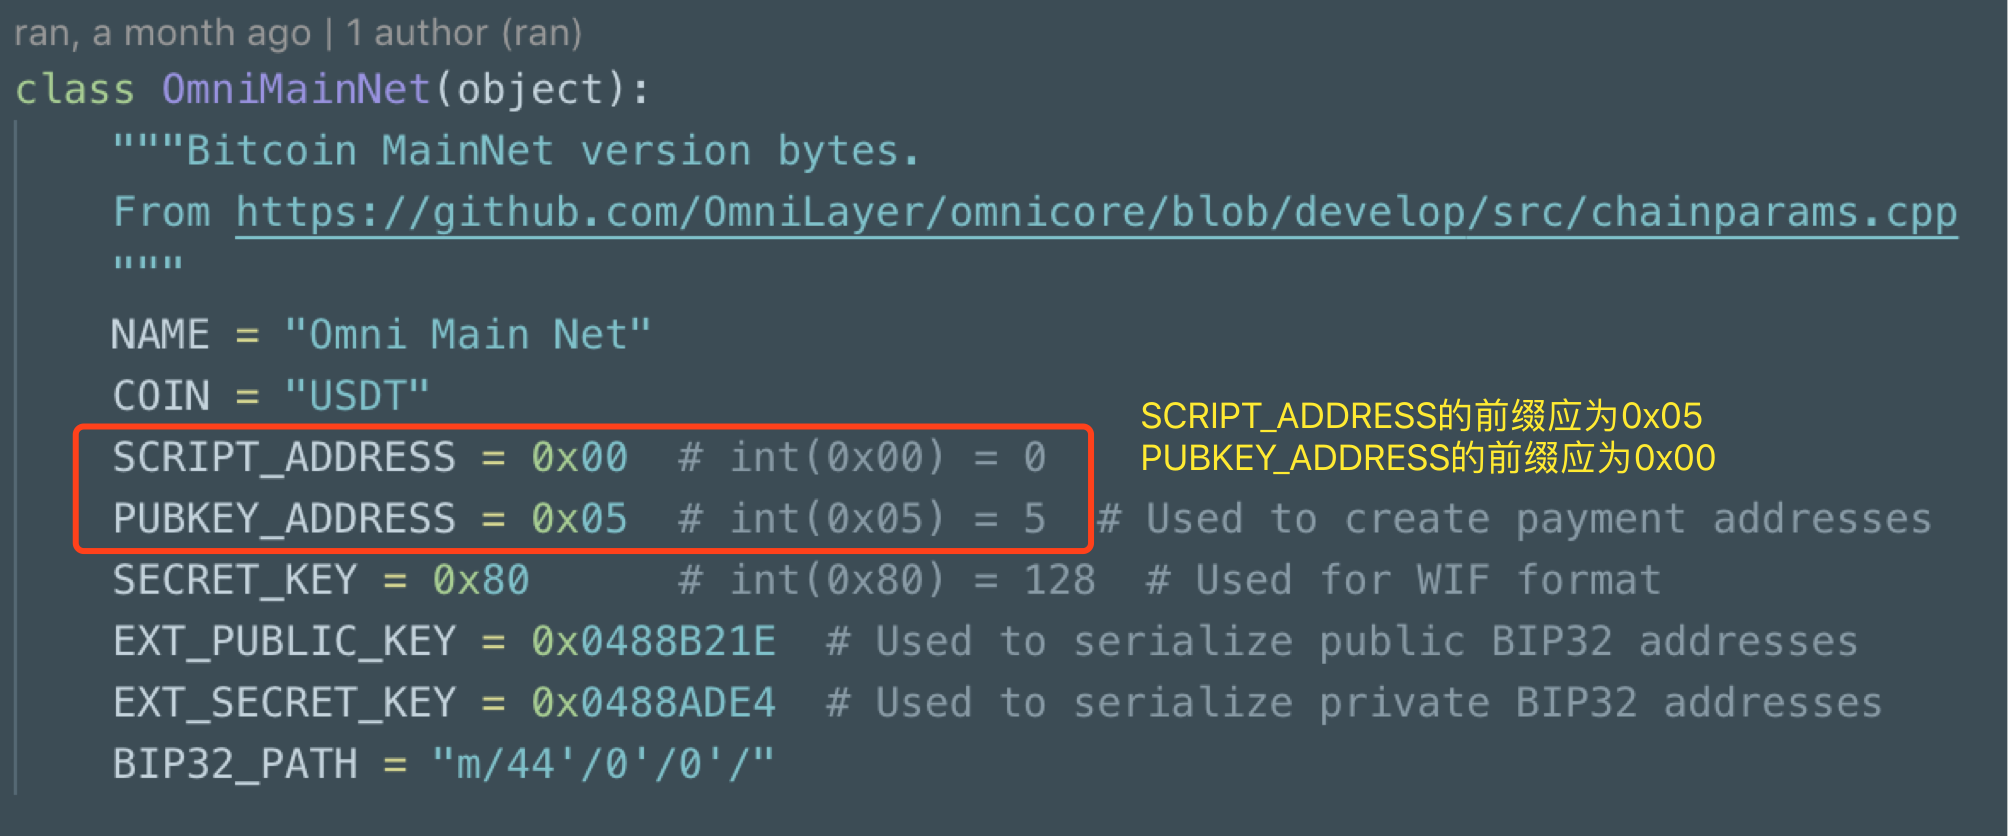 ran, a month ago | 1 author (ran)
class OmniMainNet(object):
"""Bitcoin MainNet version bytes.
From https://github.com/OmniLayer/omnicore/blob/develop/src/chainparams.cpp
"""
NAME = "Omni Main Net"
COIN = "USDT"
SCRIPT_ADDRESS的前缀应为0x05
PUBKEY_ADDRESS的前缀应为0x00
SCRIPT_ADDRESS = 0x00  # int(0x00) = 0
PUBKEY_ADDRESS = 0x05  # int(0x05) = 5  # Used to create payment addresses
SECRET_KEY = 0x80      # int(0x80) = 128  # Used for WIF format
EXT_PUBLIC_KEY = 0x0488B21E  # Used to serialize public BIP32 addresses
EXT_SECRET_KEY = 0x0488ADE4  # Used to serialize private BIP32 addresses
BIP32_PATH = "m/44'/0'/0'/"